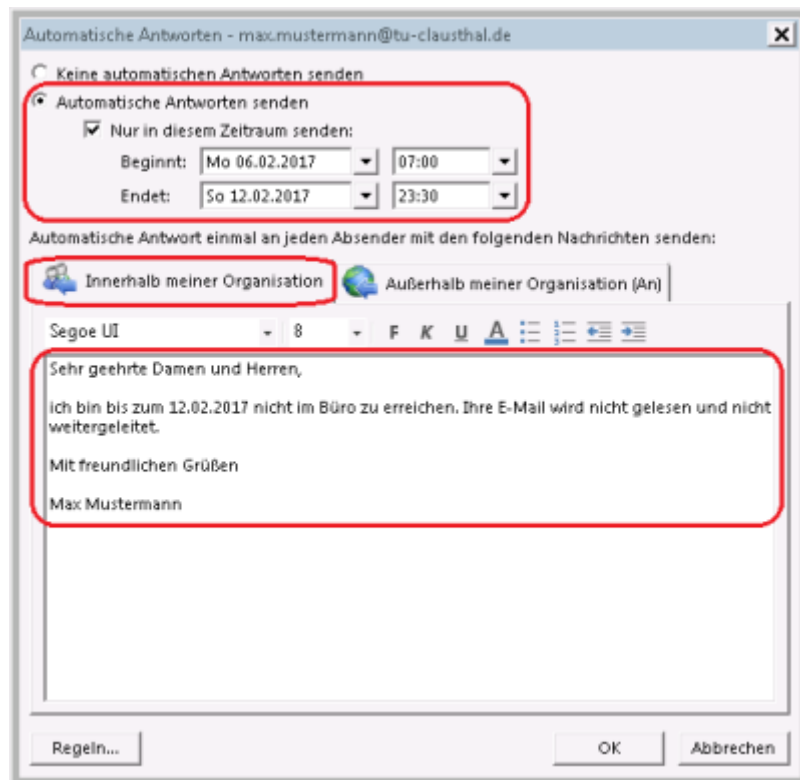 Automatische Antworten - max.mustermann@tu-clausthal.de
Keine automatischen Antworten senden
Automatische Antworten senden
Nur in diesem Zeitraum senden:
Beginnt: Mo 06.02.2017 07:00
Endet: So 12.02.2017 23:30
Automatische Antwort einmal an jeden Absender mit den folgenden Nachrichten senden:
Innerhalb meiner Organisation Außerhalb meiner Organisation (An)
Segoe UI 8 F K U A
Sehr geehrte Damen und Herren,
ich bin bis zum 12.02.2017 nicht im Büro zu erreichen. Ihre E-Mail wird nicht gelesen und nicht
weitergeleitet.
Mit freundlichen Grüßen
Max Mustermann
Regeln... OK Abbrechen